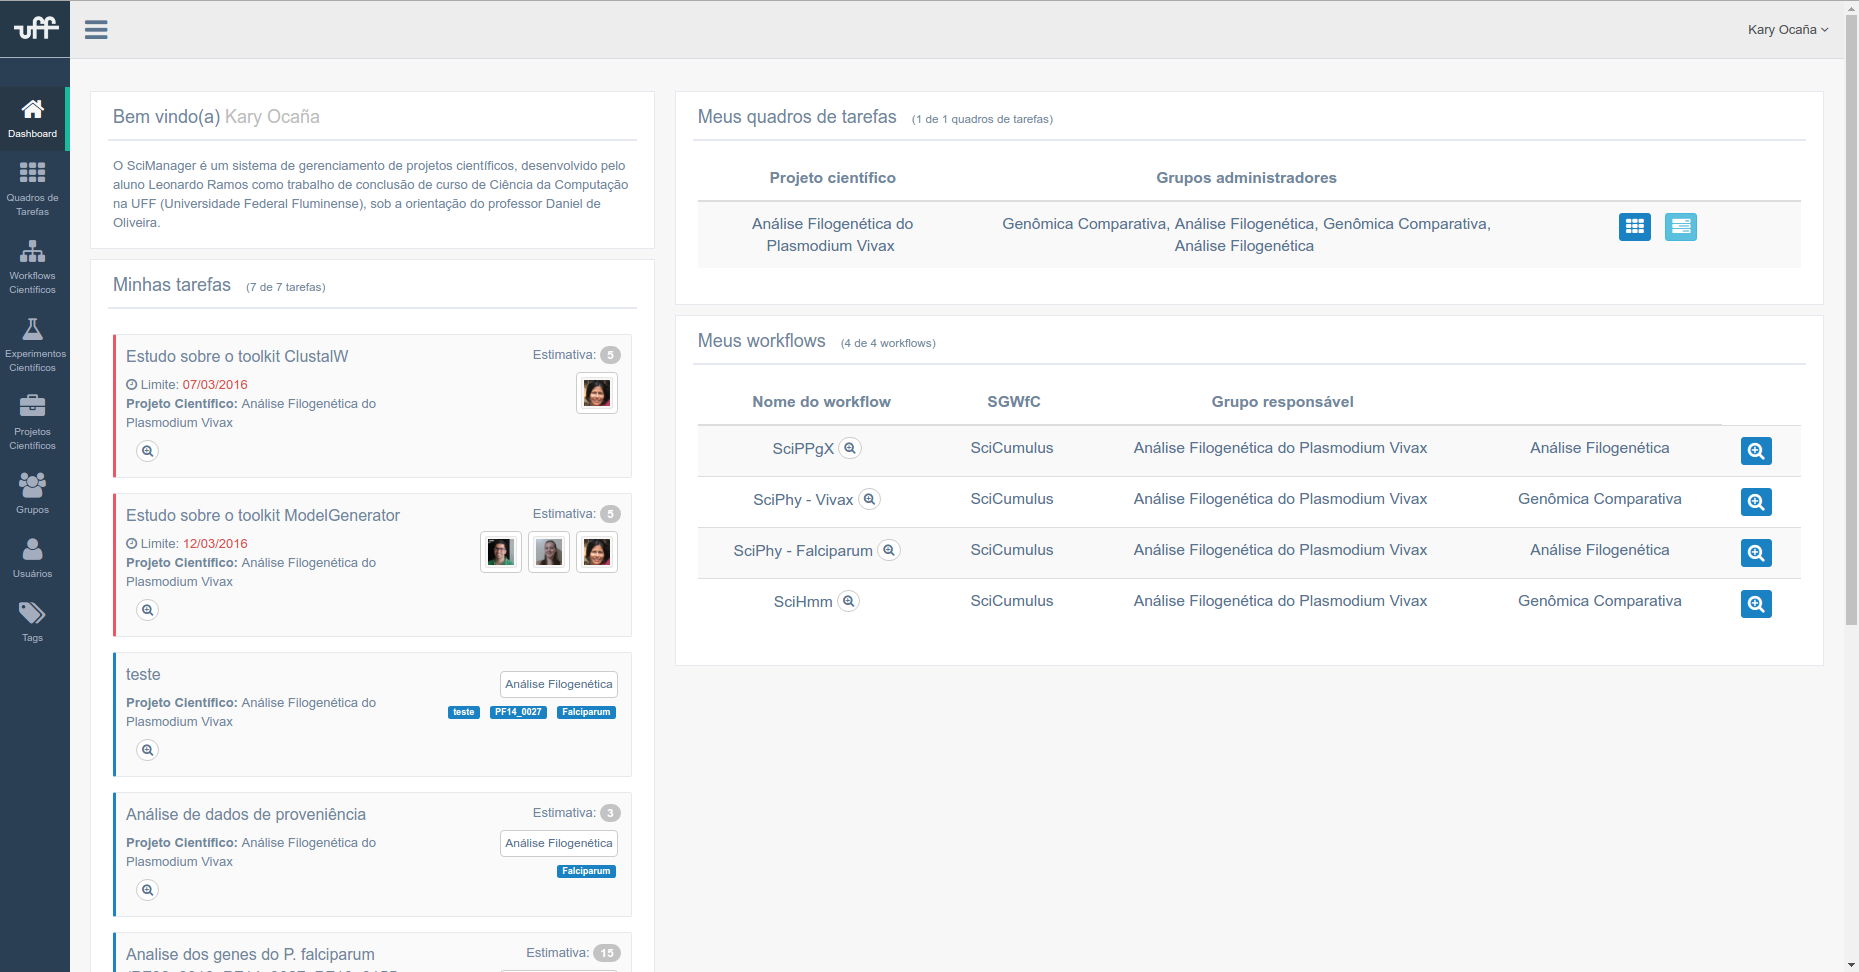 uff
Kary Ocaña
Dashboard
Quadros de
Tarefas
Workflows
Científicos
Experimentos
Científicos
Projetos
Científicos
Grupos
Usuários
Tags
Bem vindo(a) Kary Ocaña
O SciManager é um sistema de gerenciamento de projetos científicos, desenvolvido pelo
aluno Leonardo Ramos como trabalho de conclusão de curso de Ciência da Computação
na UFF (Universidade Federal Fluminense), sob a orientação do professor Daniel de
Oliveira.
Minhas tarefas (7 de 7 tarefas)
Estudo sobre o toolkit ClustalW
Estimativa: 5
Limite: 07/03/2016
Projeto Científico: Análise Filogenética do
Plasmodium Vivax
Estudo sobre o toolkit ModelGenerator
Estimativa: 5
Limite: 12/03/2016
Projeto Científico: Análise Filogenética do
Plasmodium Vivax
teste
Análise Filogenética
Projeto Científico: Análise Filogenética do
Plasmodium Vivax
teste PF14_0027 Falciparum
Análise de dados de proveniência
Estimativa: 3
Projeto Científico: Análise Filogenética do
Plasmodium Vivax
Análise Filogenética
Falciparum
Analise dos genes do P. falciparum
Estimativa: 15
Meus quadros de tarefas (1 de 1 quadros de tarefas)
Projeto científico Grupos administradores
Análise Filogenética do
Plasmodium Vivax
Genômica Comparativa, Análise Filogenética, Genômica Comparativa,
Análise Filogenética
Meus workflows (4 de 4 workflows)
Nome do workflow SGWfC Grupo responsável
SciPPgX SciCumulus Análise Filogenética do Plasmodium Vivax Análise Filogenética
SciPhy - Vivax SciCumulus Análise Filogenética do Plasmodium Vivax Genômica Comparativa
SciPhy - Falciparum SciCumulus Análise Filogenética do Plasmodium Vivax Análise Filogenética
SciHmm SciCumulus Análise Filogenética do Plasmodium Vivax Genômica Comparativa